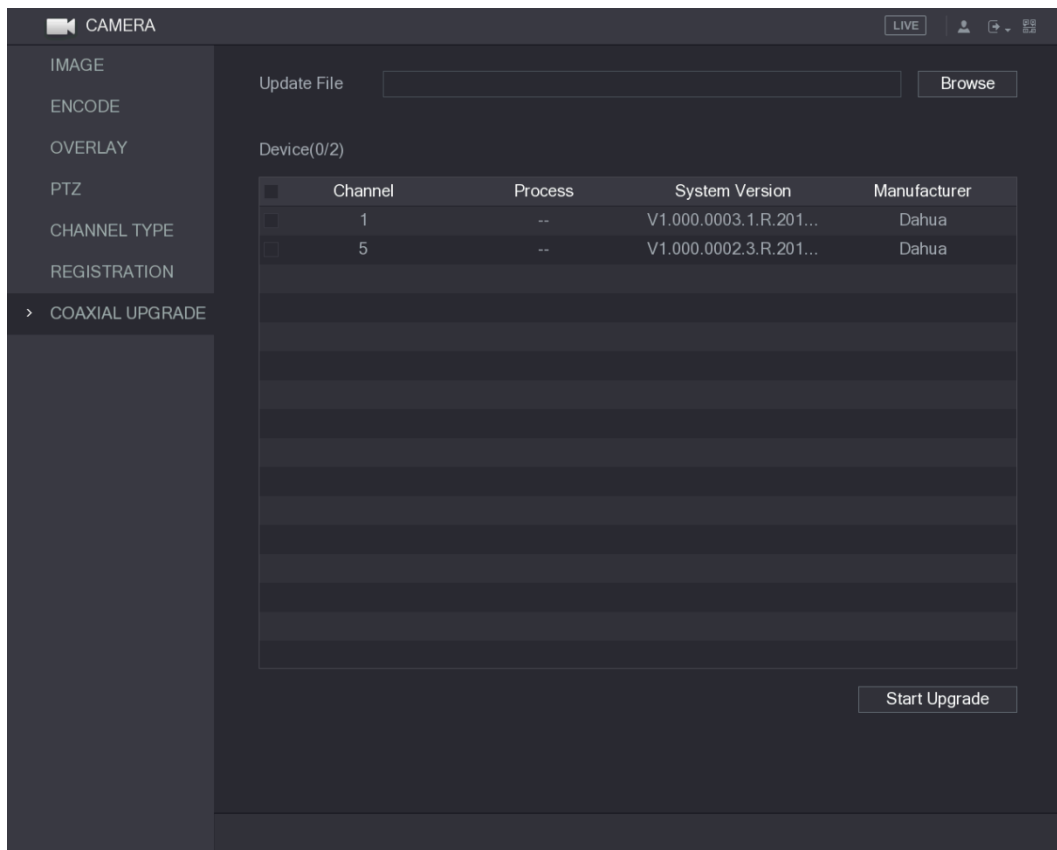 CAMERA
LIVE
IMAGE
ENCODE
OVERLAY
PTZ
CHANNEL TYPE
REGISTRATION
> COAXIAL UPGRADE
Update File
Browse
Device(0/2)
Channel Process System Version Manufacturer
1 -- V1.000.0003.1.R.201... Dahua
5 -- V1.000.0002.3.R.201... Dahua
Start Upgrade